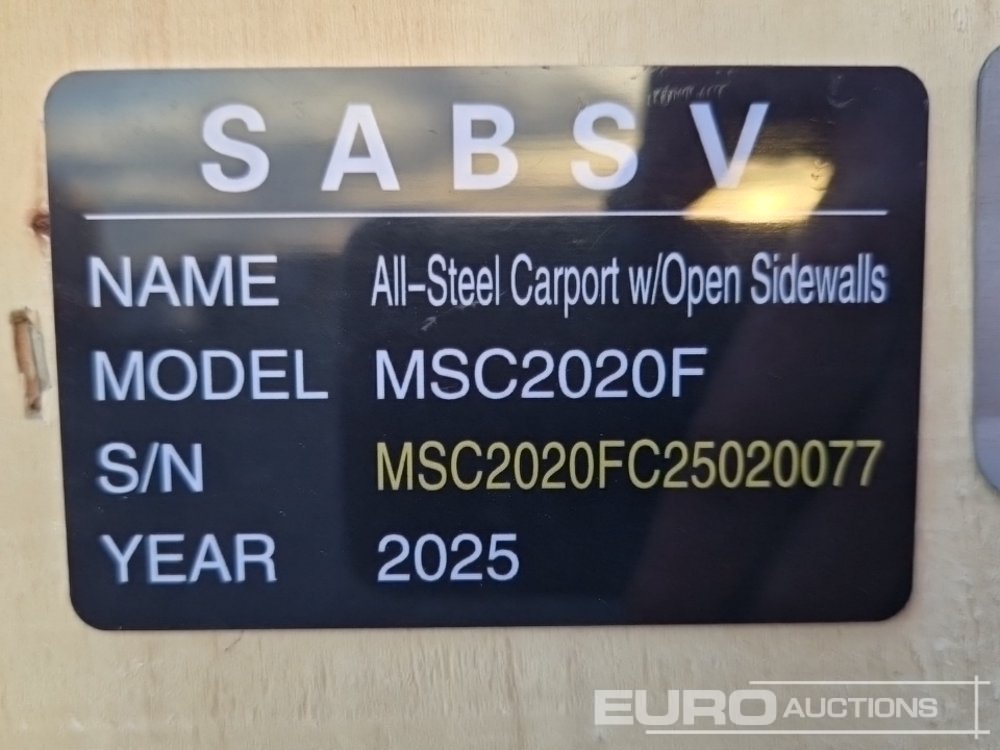 SABSV
NAME All-Steel Carport w/Open Sidewalls
MODEL MSC2020F
S/N MSC2020FC25020077
YEAR 2025
EURO AUCTIONS